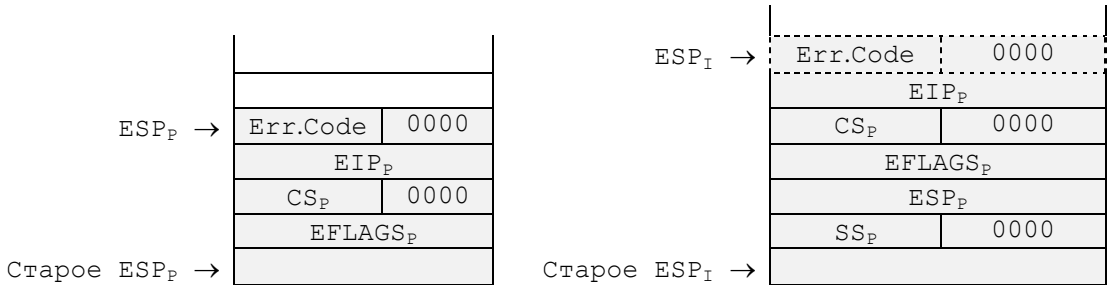 ESPP →
Err.Code 0000
EIPP
CSP 0000
EFLAGSP
Старое ESPP →
ESPI →
Err.Code 0000
EIPP
CSP 0000
EFLAGSP
ESPP
SSP 0000
Старое ESPI →